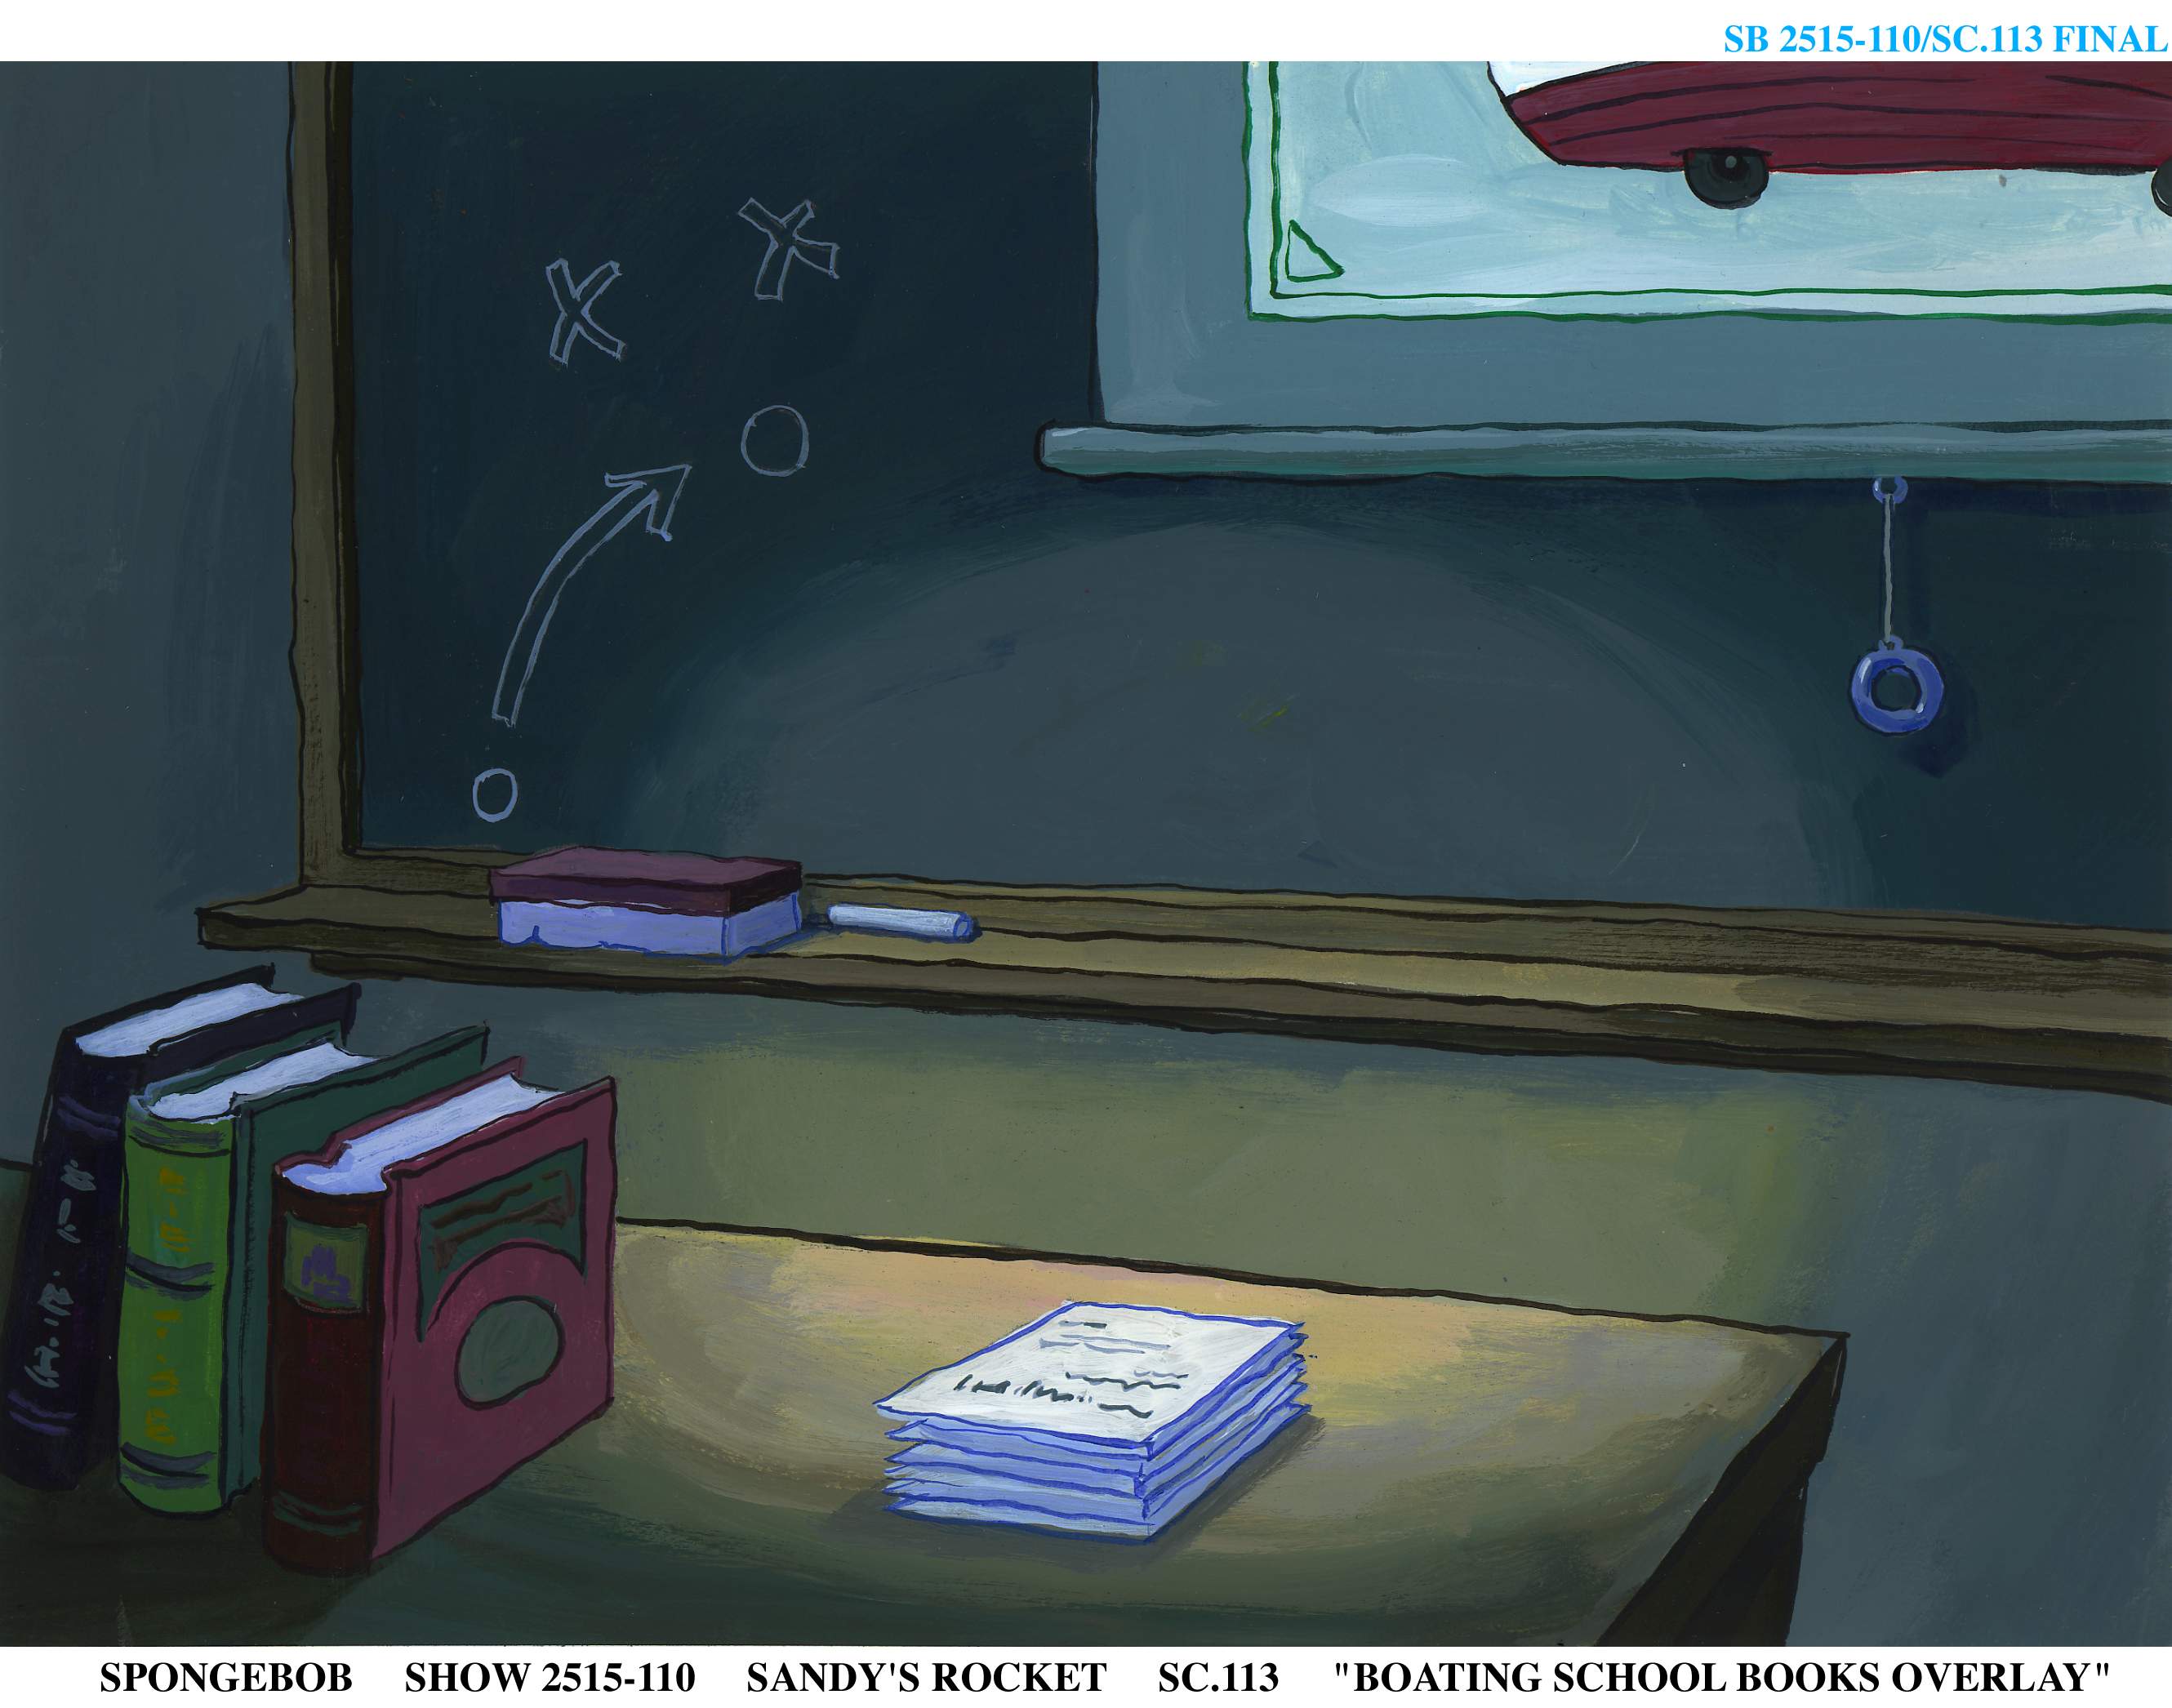 SB 2515-110/SC.113 FINAL
X X
SPONGEBOB SHOW 2515-110 SANDY'S ROCKET SC.113 "BOATING SCHOOL BOOKS OVERLAY"